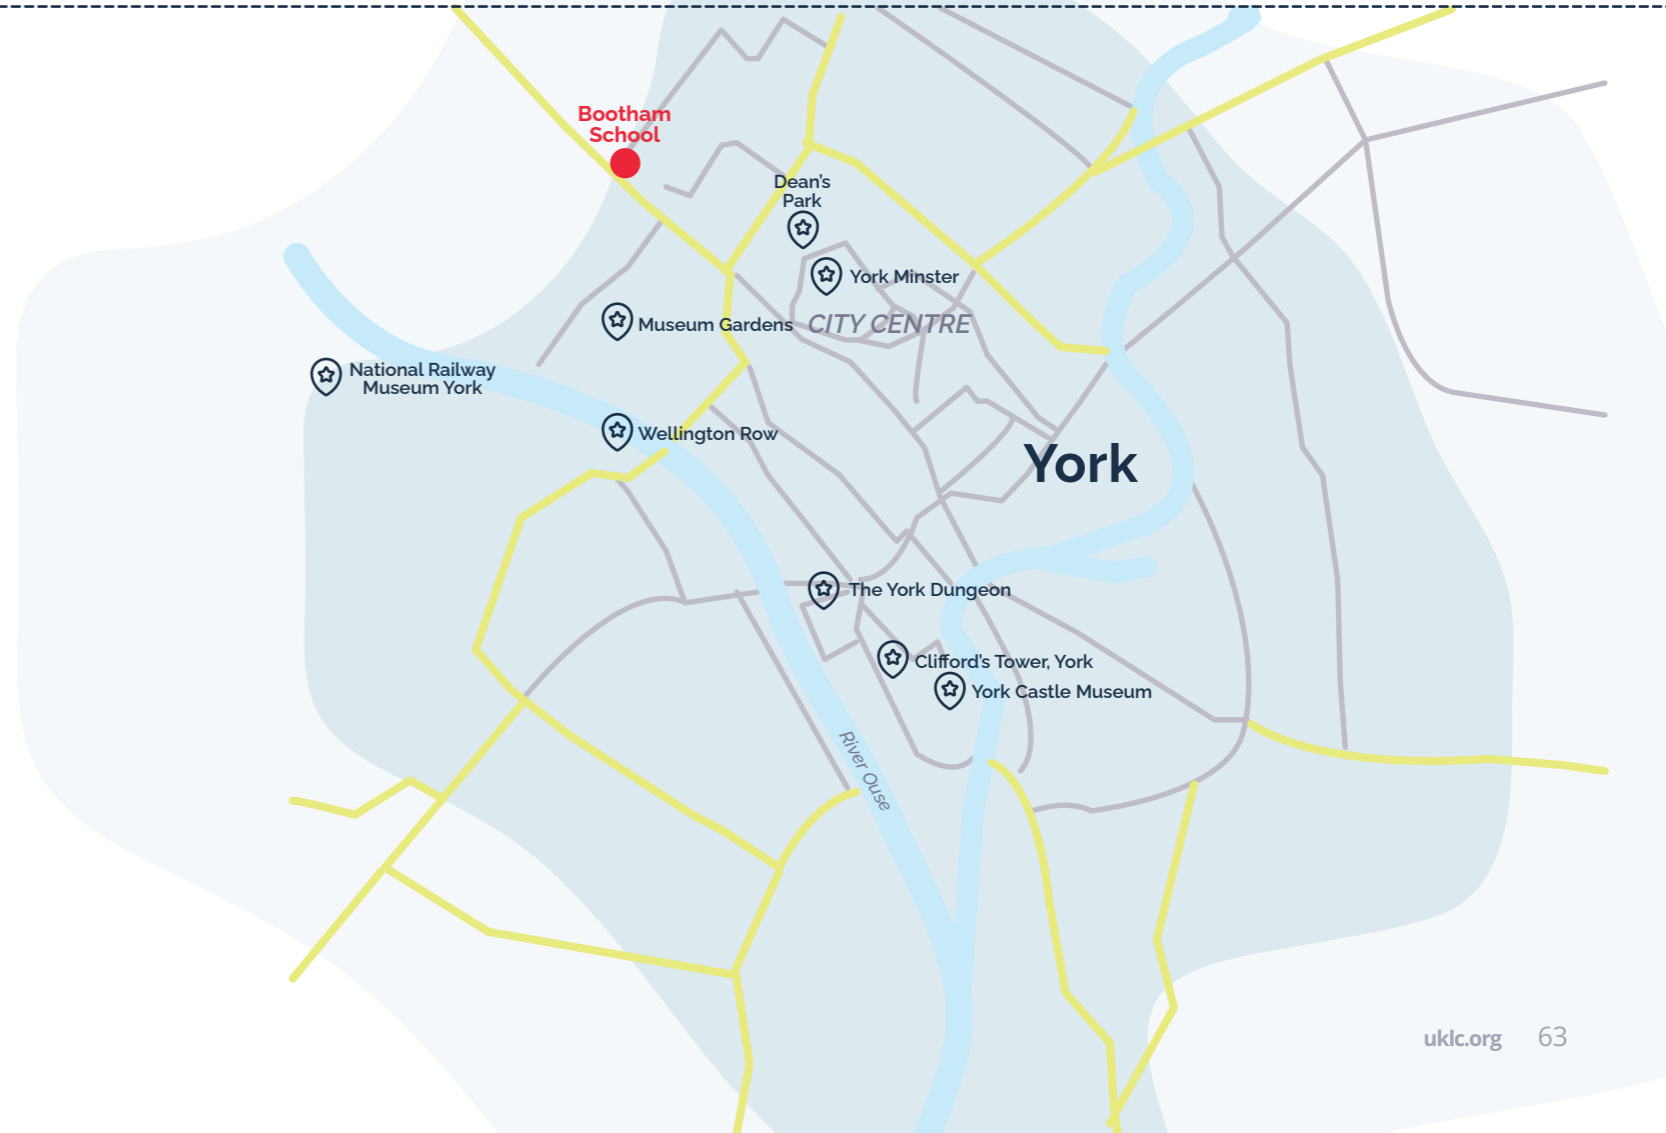 Bootham
School
Dean's
Park
York Minster
Museum Gardens
CITY CENTRE
National Railway
Museum York
Wellington Row
York
The York Dungeon
Clifford's Tower, York
York Castle Museum
River Ouse
uklc.org 63